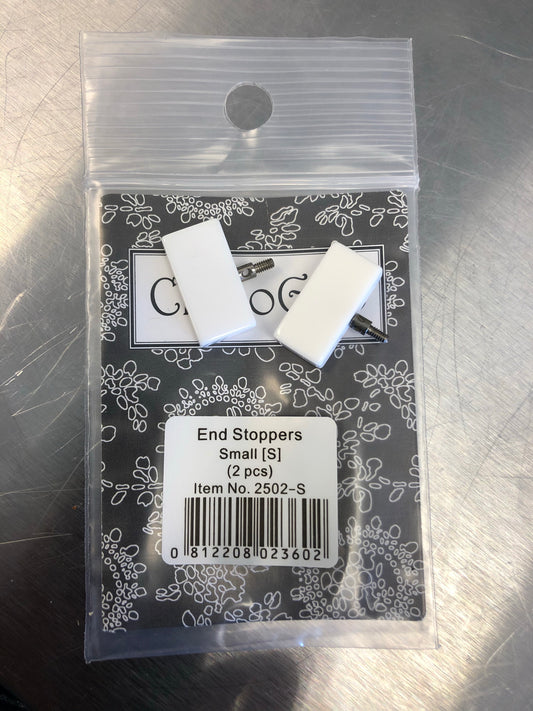 End Stoppers
Small [S]
(2 pcs)
Item No. 2502-S
0 812208 023602